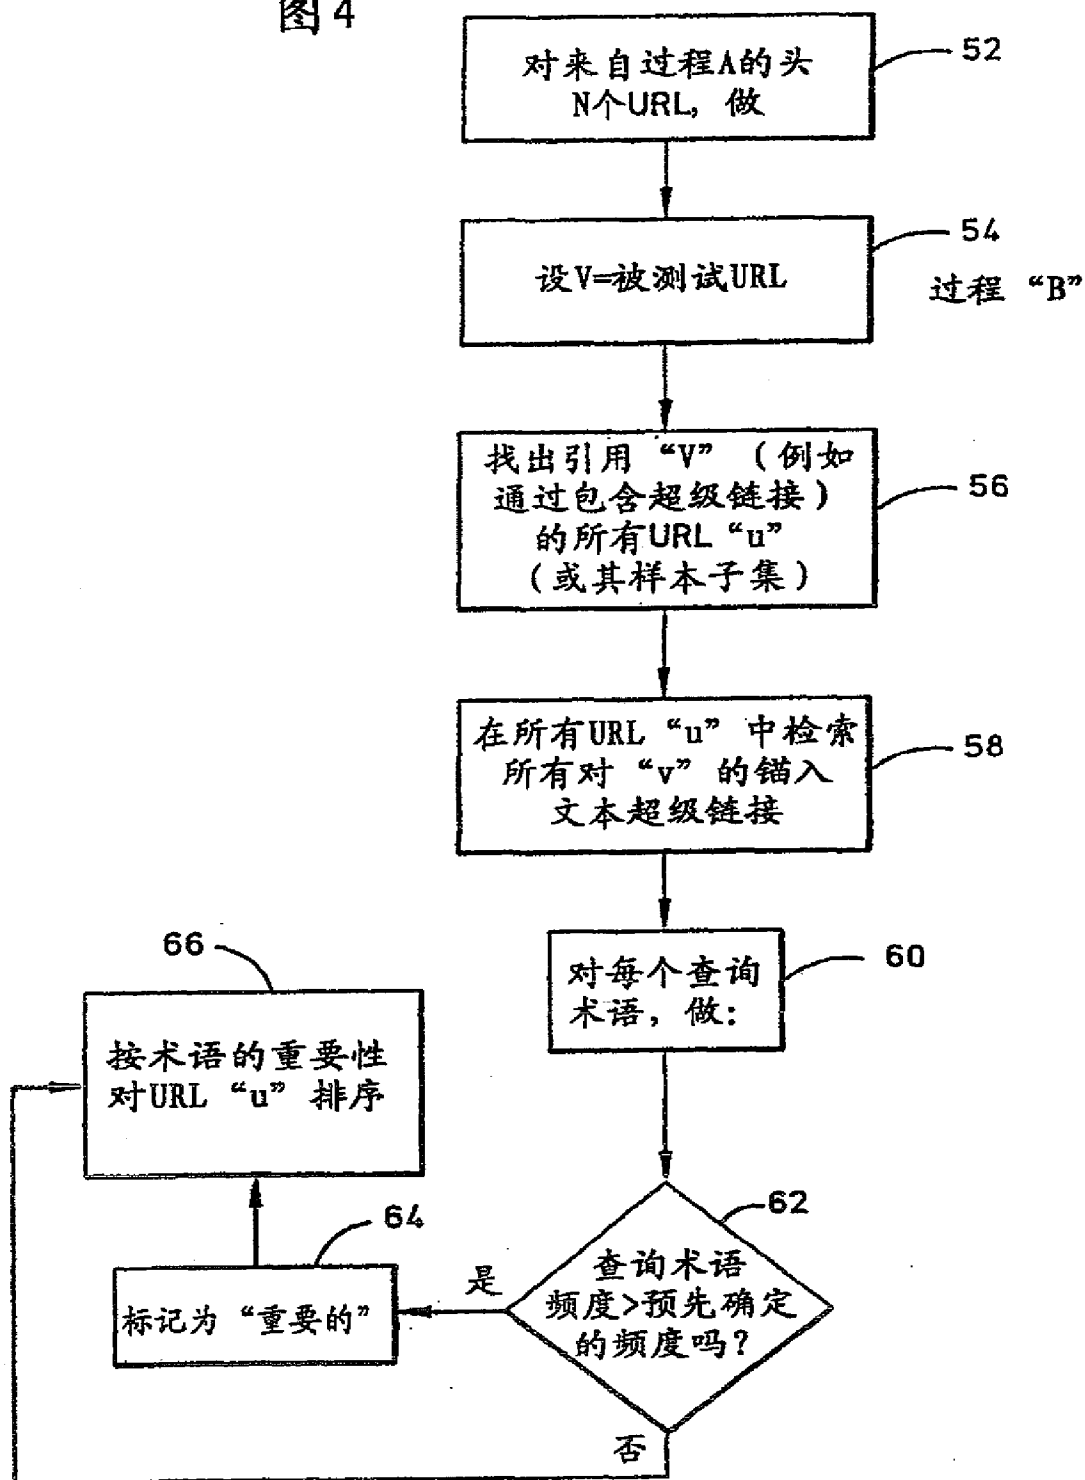 图4
对来自过程A的头
N个URL，做
52
设V=被测试URL
54
过程“B”
找出引用“V”（例如
通过包含超级链接）
的所有URL“u”
（或其样本子集）
56
在所有URL“u”中检索
所有对“v”的锚入
文本超级链接
58
对每个查询
术语，做：
60
66
按术语的重要性
对URL“u”排序
62
查询术语
频度>预先确定
的频度吗？
是
64
标记为“重要的”
否